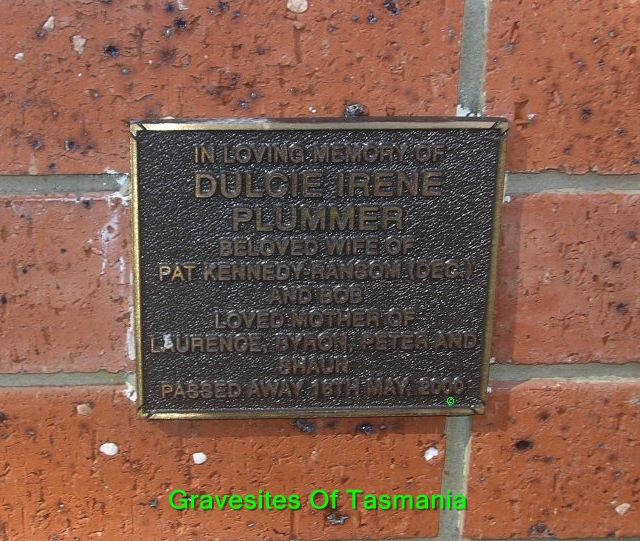 IN LOVING MEMORY OF
DULCIE IRENE
PLUMMER
BELOVED WIFE OF
PAT KENNEDY-RANSOM (DEC.)
AND BOB
LOVED MOTHER OF
LAURENCE, BYRON, PETER AND
SHAUN
PASSED AWAY 19TH MAY, 2000
©
Gravesites Of Tasmania